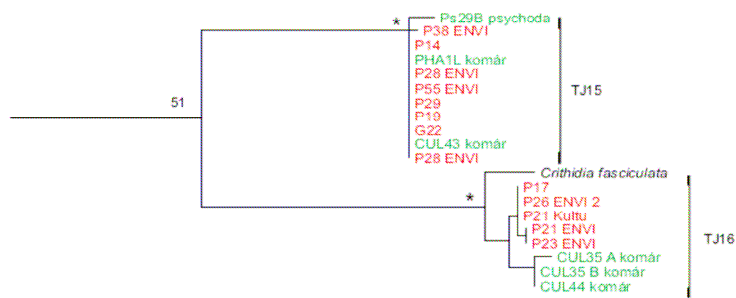 *
Ps29B psychoda
P38 ENVI
P14
PHA1L komár
P28 ENVI
P55 ENVI
TJ15
P29
51
P10
G22
CUL43 komár
P28 ENVI
Crithidia fasciculata
P17
*
P26 ENVI 2
P21 Kultu
P21 ENVI
TJ16
P23 ENVI
CUL35 A komár
CUL35 B komár
CUL44 komár